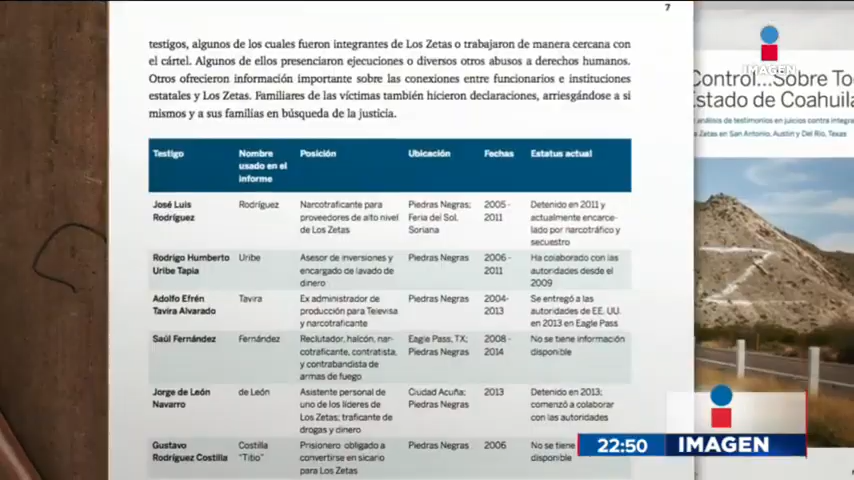 7
testigos, algunos de los cuales fueron integrantes de Los Zetas o trabajaron de manera cercana con
el cártel. Algunos de ellos presenciaron ejecuciones o diversos otros abusos a derechos humanos.
Otros ofrecieron información importante sobre las conexiones entre funcionarios e instituciones
estatales y Los Zetas. Familiares de las víctimas también hicieron declaraciones, arriesgándose a sí
mismos y a sus familias en búsqueda de la justicia.
Testigo Nombre usado en el informe Posición Ubicación Fechas Estatus actual
José Luis Rodríguez Rodríguez Narcotraficante para proveedores de alto nivel de Los Zetas Piedras Negras; Feria del Sol, Soriana 2005 - 2011 Detenido en 2011 y actualmente encarce- lado por narcotráfico y secuestro
Rodrigo Humberto Uribe Tapia Uribe Asesor de inversiones y encargado de lavado de dinero Piedras Negras 2006 - 2011 Ha colaborado con las autoridades desde el 2009
Adolfo Efrén Tavira Alvarado Tavira Ex administrador de producción para Televisa y narcotraficante Piedras Negras 2004- 2013 Se entregó a las autoridades de EE. UU. en 2013 en Eagle Pass
Saúl Fernández Fernández Reclutador, halcón, nar- cotraficante, contratista, y contrabandista de armas de fuego Eagle Pass, TX; Piedras Negras 2008 - 2014 No se tiene información disponible
Jorge de León Navarro de León Asistente personal de uno de los líderes de Los Zetas; traficante de drogas y dinero Ciudad Acuña; Piedras Negras 2013 Detenido en 2013; comenzó a colaborar con las autoridades
Gustavo Rodríguez Costilla Costilla "Titio" Prisionero obligado a convertirse en sicario para Los Zetas Piedras Negras 2006 No se tiene disponible
IMAGEN
Control...Sobre To
Estado de Coahuila
análisis de testimonios en juicios contra integra
Zetas en San Antonio, Austin y Del Rio, Texas
Z
22:50 IMAGEN